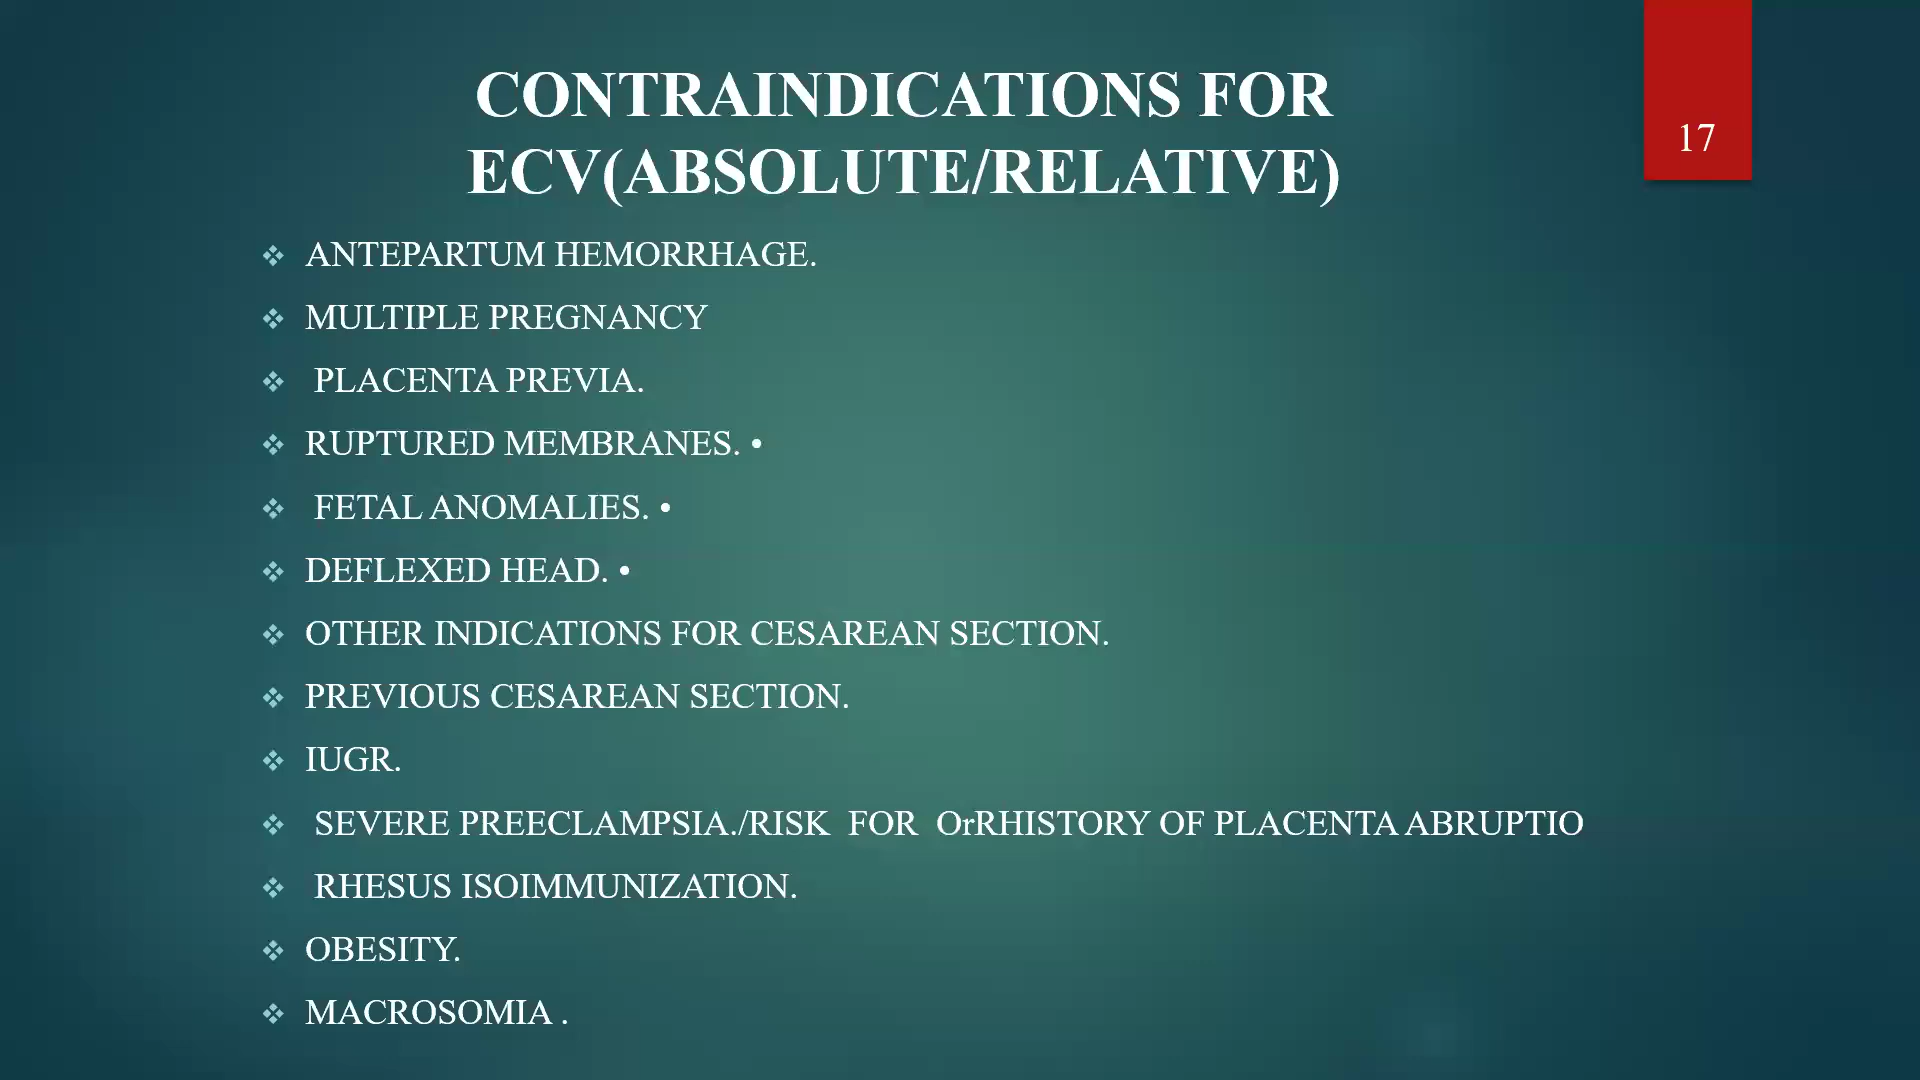 CONTRAINDICATIONS FOR
ECV(ABSOLUTE/RELATIVE)
17
❖ ANTEPARTUM HEMORRHAGE.
❖ MULTIPLE PREGNANCY
❖ PLACENTA PREVIA.
❖ RUPTURED MEMBRANES. •
❖ FETAL ANOMALIES. •
❖ DEFLEXED HEAD. •
❖ OTHER INDICATIONS FOR CESAREAN SECTION.
❖ PREVIOUS CESAREAN SECTION.
❖ IUGR.
❖ SEVERE PREECLAMPSIA./RISK FOR OrRHISTORY OF PLACENTA ABRUPTIO
❖ RHESUS ISOIMMUNIZATION.
❖ OBESITY.
❖ MACROSOMIA .